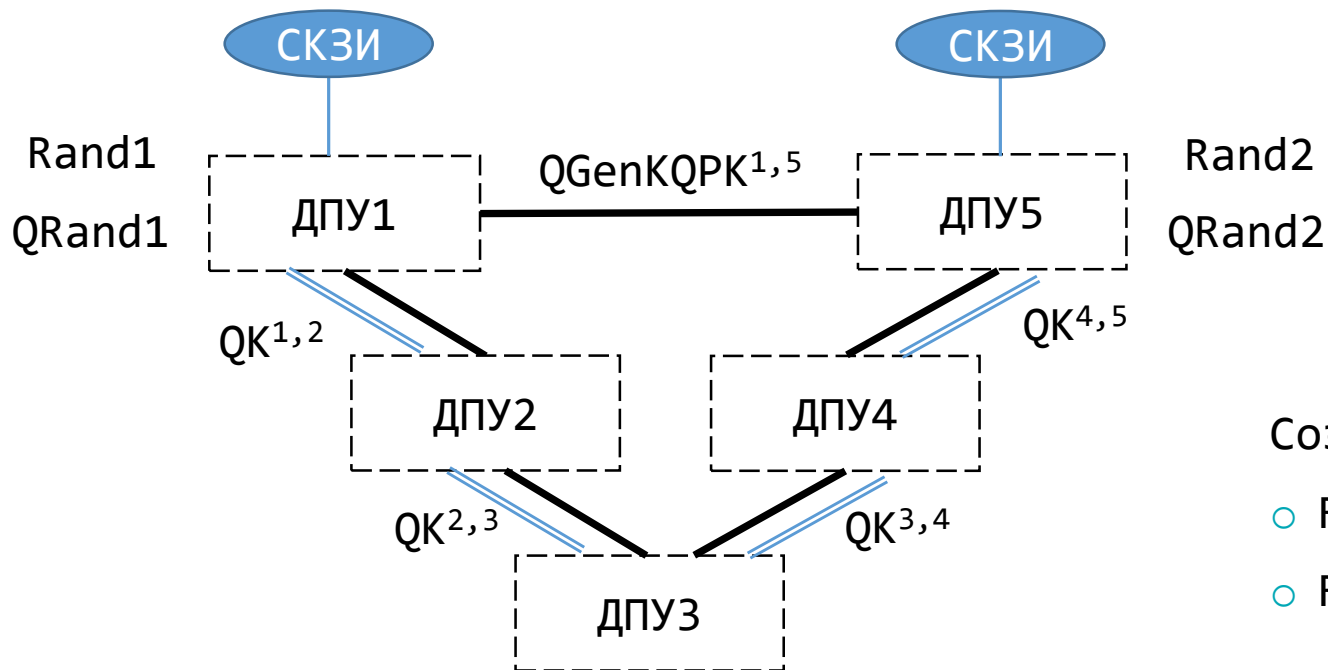 СКЗИ
СКЗИ
Rand1
QRand1
ДПУ1
QGenKQPK¹,⁵
ДПУ5
Rand2
QRand2
QK¹,²
QK⁴,⁵
ДПУ2
ДПУ4
QK²,³
QK³,⁴
ДПУ3